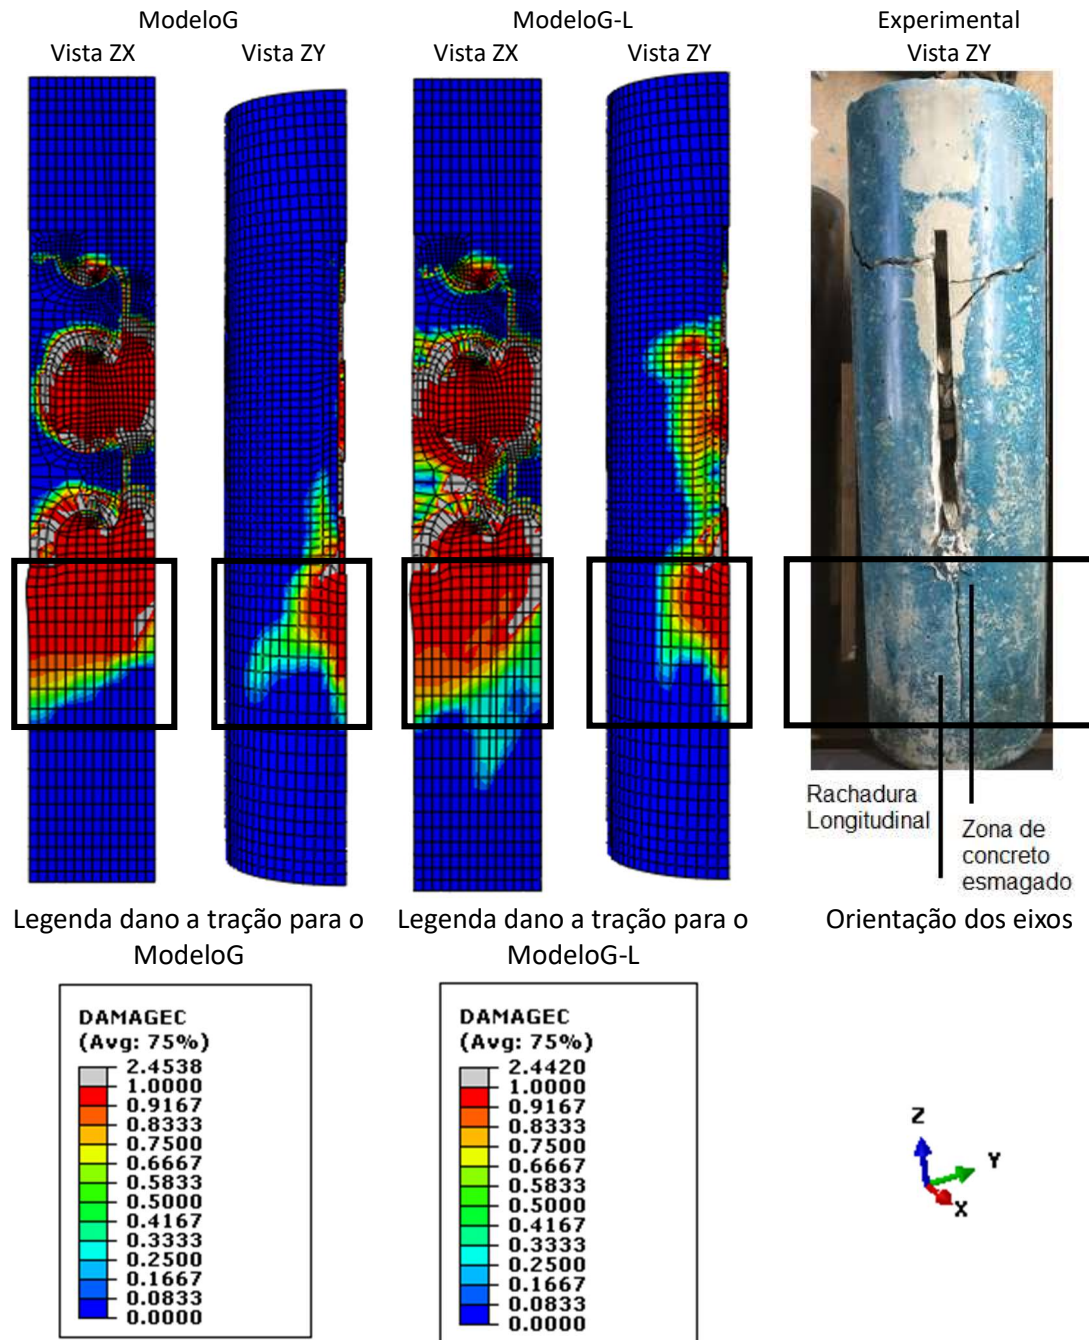 ModeloG
ModeloG-L
Experimental
Vista ZX
Vista ZY
Vista ZX
Vista ZY
Vista ZY
Rachadura
Longitudinal
Zona de
concreto
esmagado
Legenda dano a tração para o
ModeloG
Legenda dano a tração para o
ModeloG-L
Orientação dos eixos
DAMAGEC
(Avg: 75%)
2.4538
1.0000
0.9167
0.8333
0.7500
0.6667
0.5833
0.5000
0.4167
0.3333
0.2500
0.1667
0.0833
0.0000
DAMAGEC
(Avg: 75%)
2.4420
1.0000
0.9167
0.8333
0.7500
0.6667
0.5833
0.5000
0.4167
0.3333
0.2500
0.1667
0.0833
0.0000
Z
Y
X